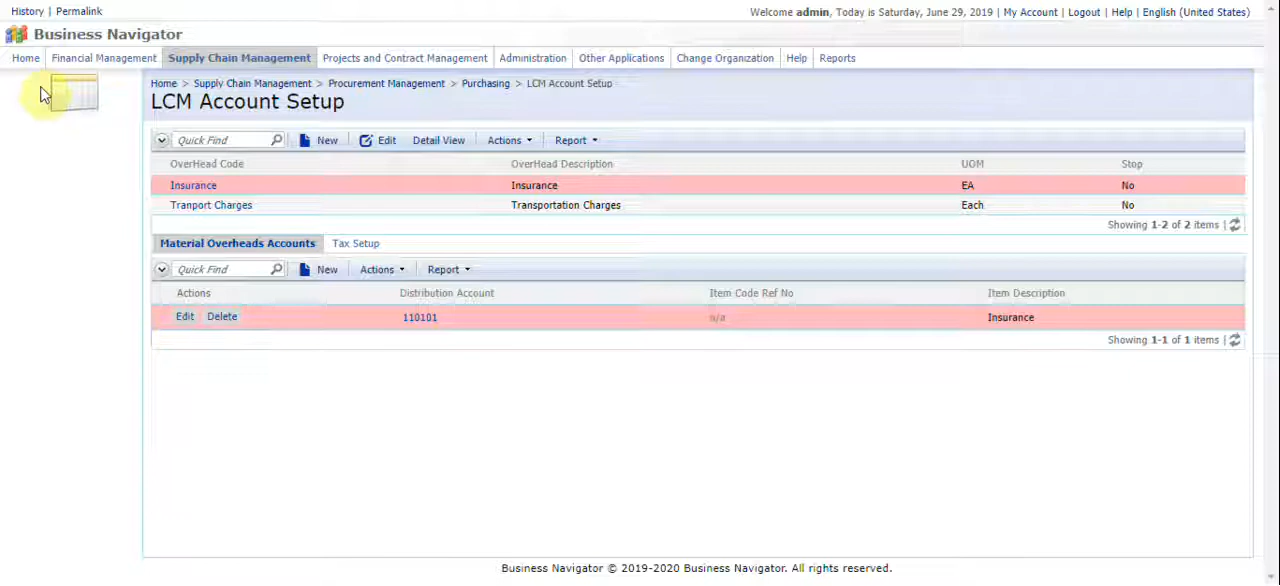 History | Permalink
Welcome admin, Today is Saturday, June 29, 2019 | My Account | Logout | Help | English (United States)
Business Navigator
Home Financial Management Supply Chain Management Projects and Contract Management Administration Other Applications Change Organization Help Reports
Home > Supply Chain Management > Procurement Management > Purchasing > LCM Account Setup
LCM Account Setup
Quick Find New Edit Detail View Actions Report
OverHead Code OverHead Description UOM Stop
Insurance Insurance EA No
Tranport Charges Transportation Charges Each No
Showing 1-2 of 2 items |
Material Overheads Accounts Tax Setup
Quick Find New Actions Report
Actions Distribution Account Item Code Ref No Item Description
Edit Delete 110101 n/a Insurance
Showing 1-1 of 1 items |
Business Navigator © 2019-2020 Business Navigator. All rights reserved.